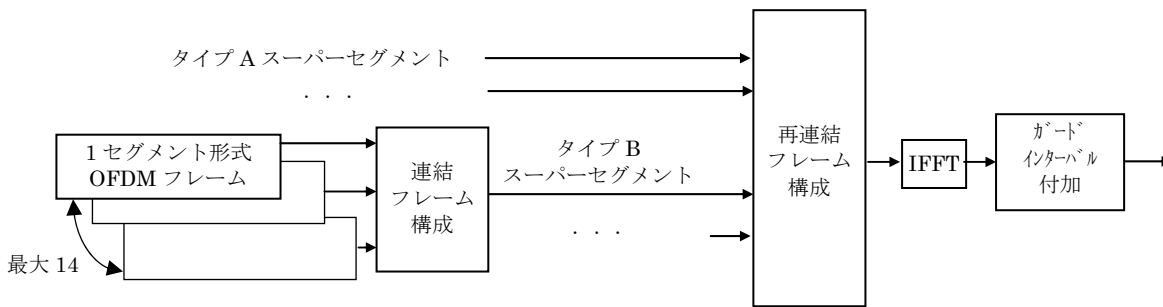 タイプ A スーパーセグメント
. . .
1 セグメント形式
OFDM フレーム
最大 14
連結
フレーム
構成
タイプ B
スーパーセグメント
. . .
再連結
フレーム
構成
IFFT
ガード
インターバル
付加